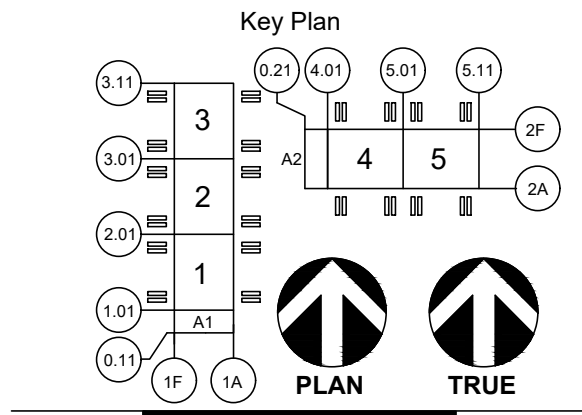 Key Plan
0.21 4.01 5.01 5.11
3.11
3
2F
3.01
A2 4 5
2
2A
2.01
1
1.01
A1
0.11
1F 1A
PLAN TRUE